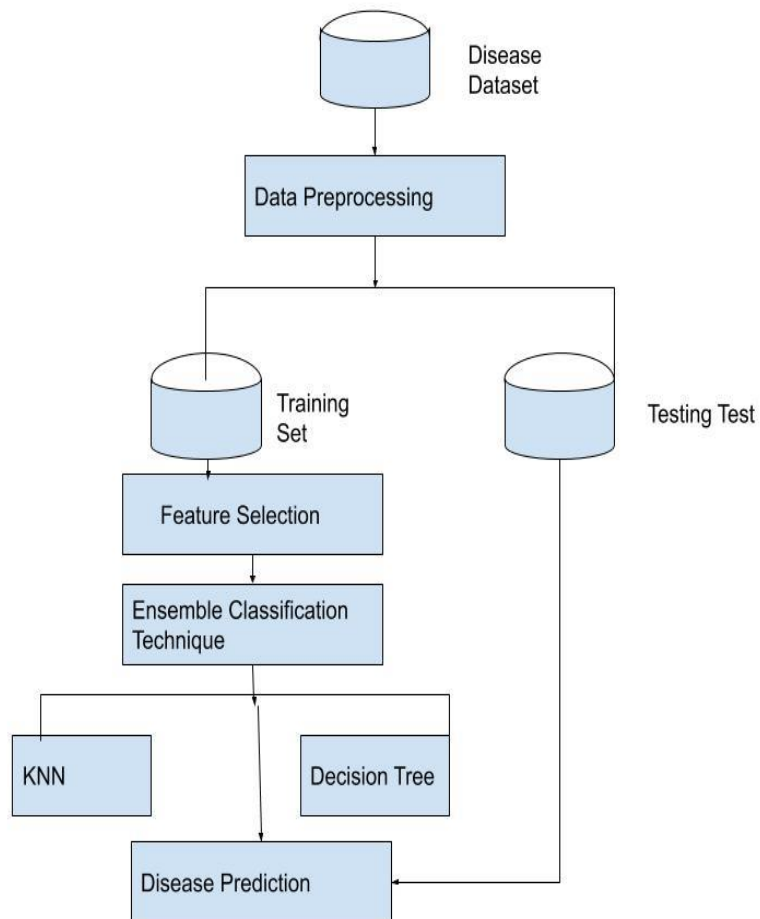 Disease
Dataset
Data Preprocessing
Training
Set
Testing Test
Feature Selection
Ensemble Classification
Technique
KNN
Decision Tree
Disease Prediction